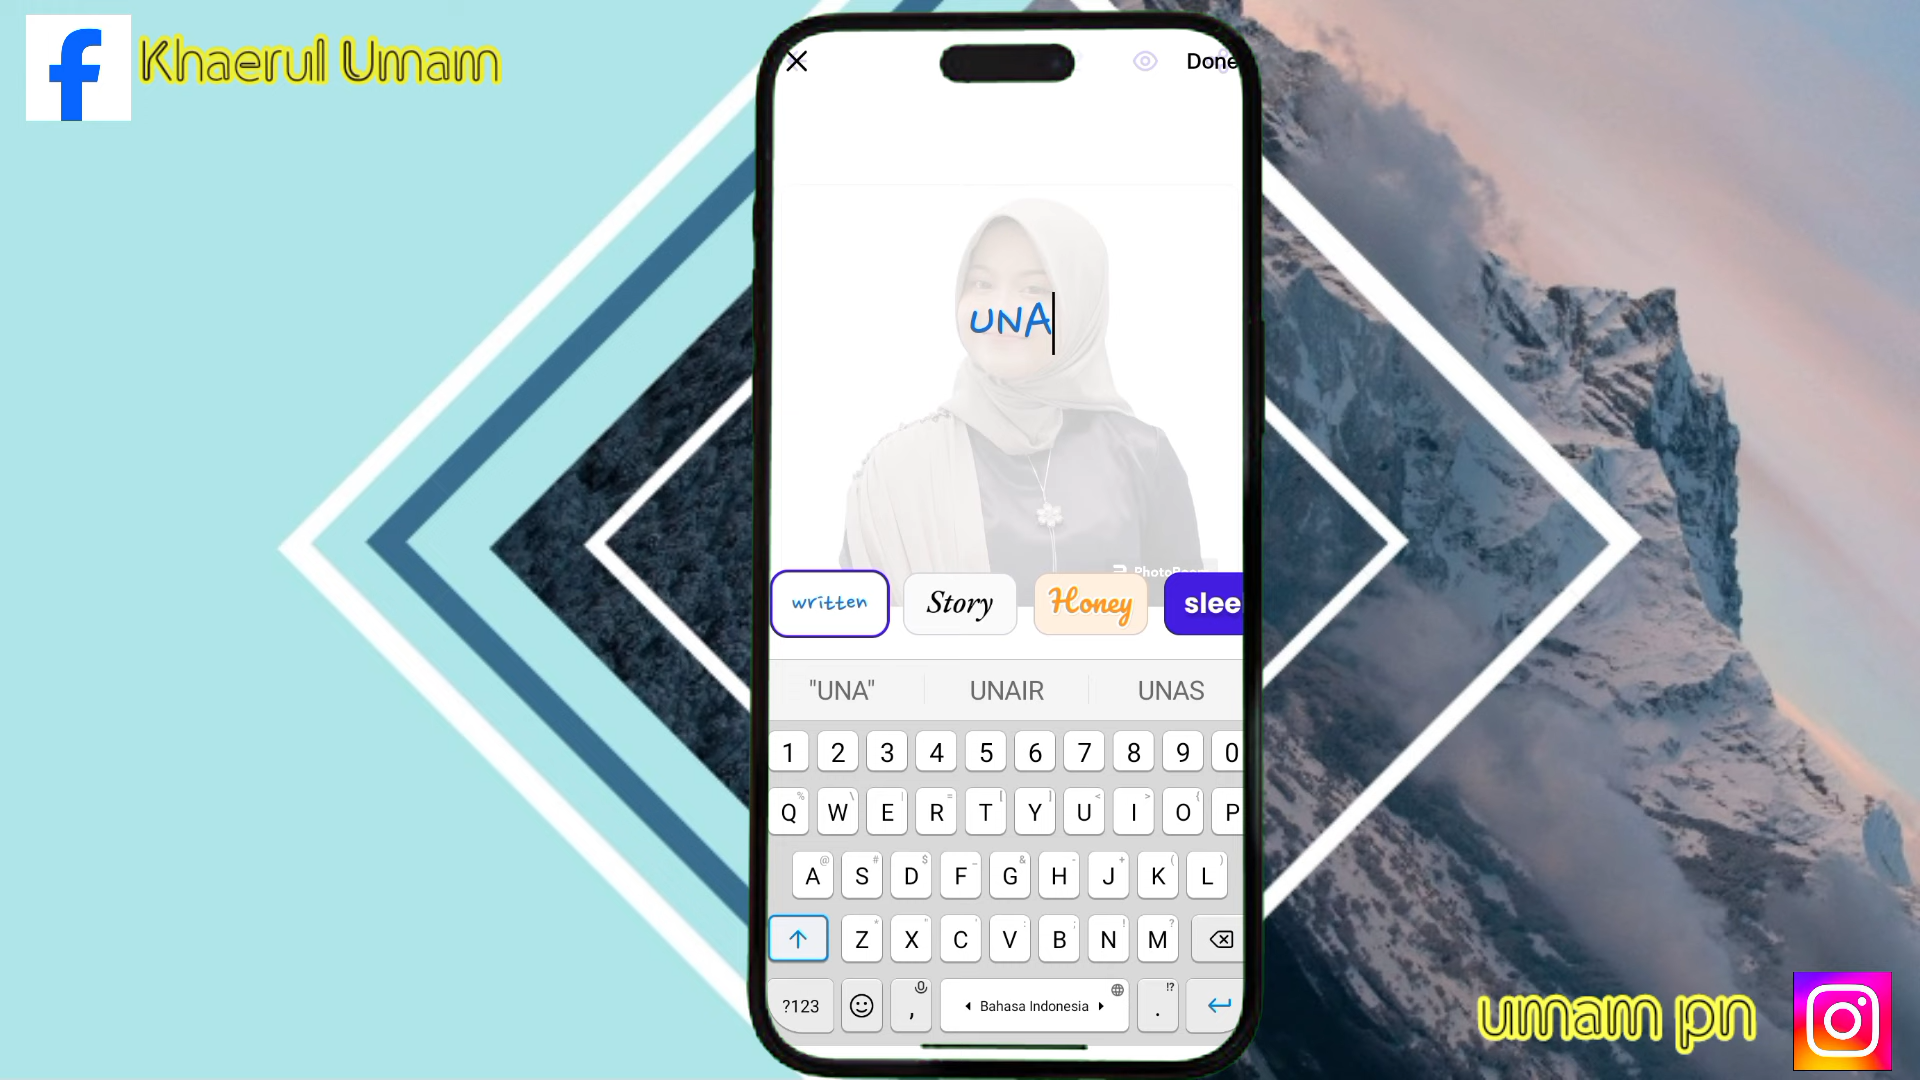 Khaerul Umam
Done
UNA
PhotoRoom
written
Story
Honey
slee
"UNA"
UNAIR
UNAS
1 2 3 4 5 6 7 8 9 0
Q W E R T Y U I O P
A S D F G H J K L
Z X C V B N M
?123 , Bahasa Indonesia .
umam pn